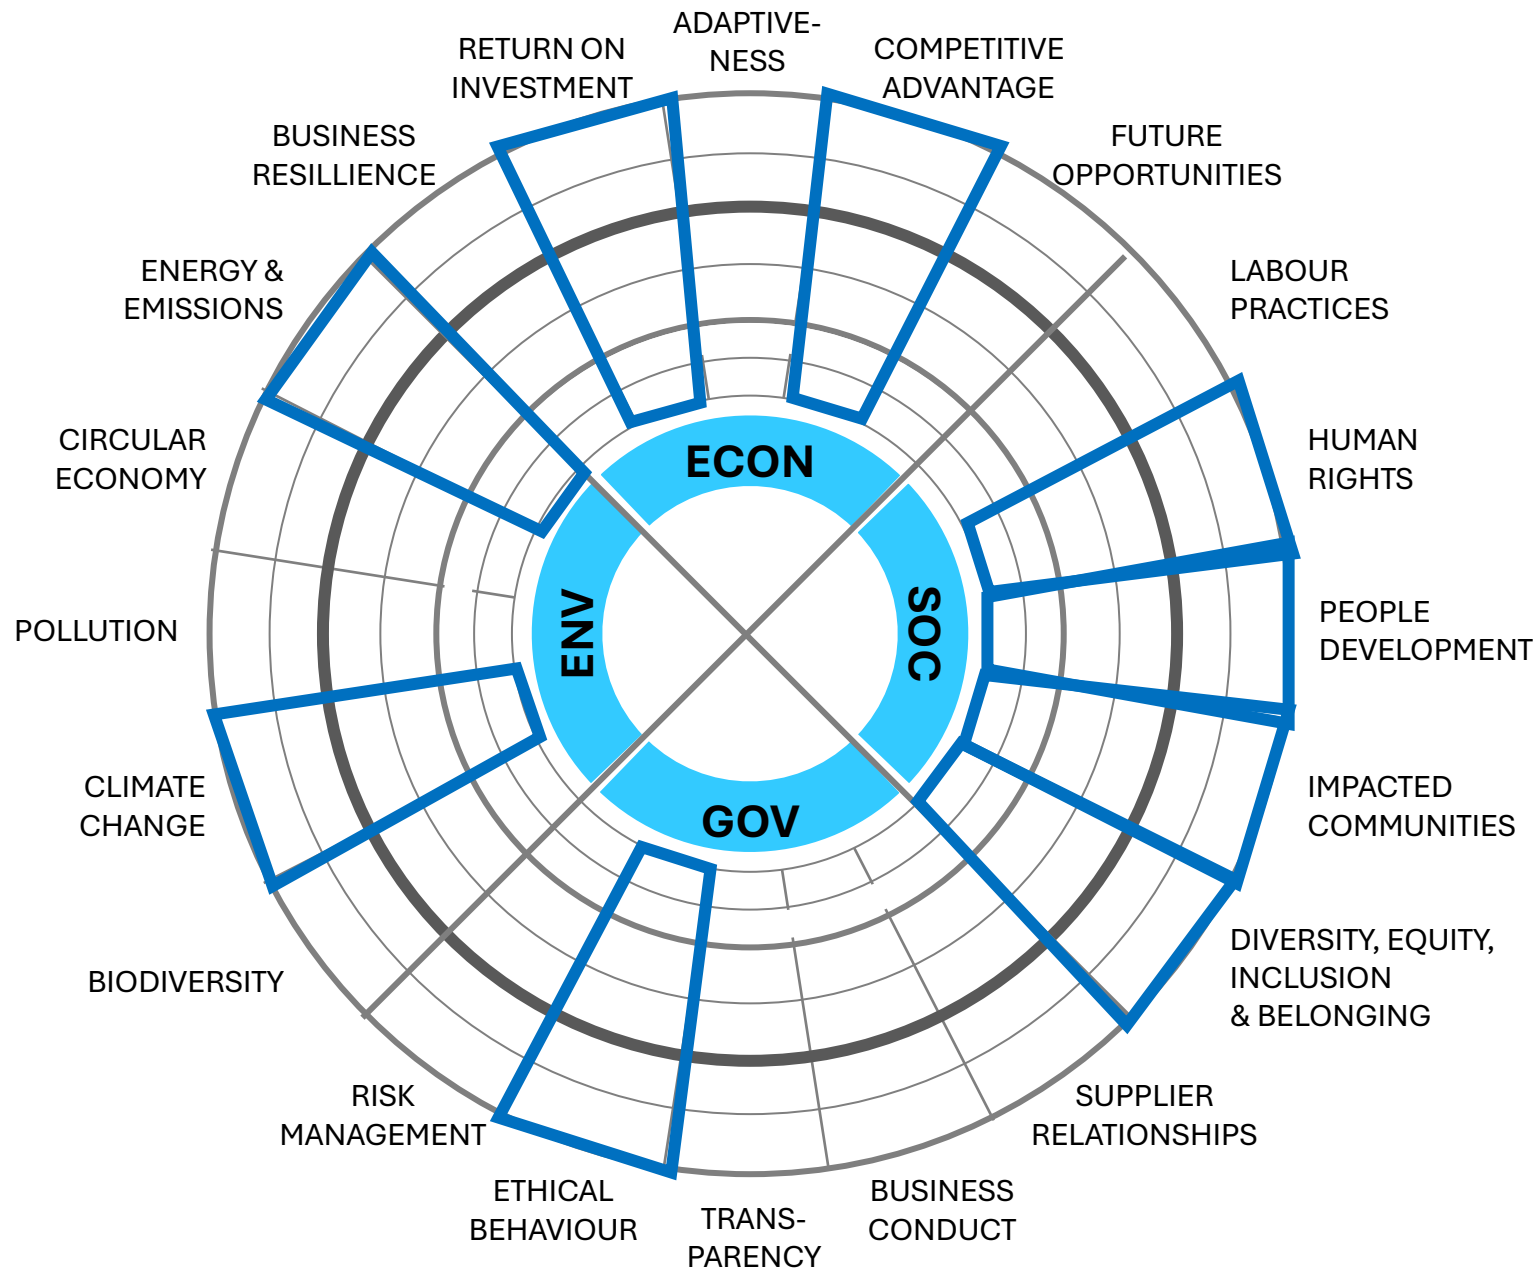 ADAPTIVE-
NESS
COMPETITIVE
ADVANTAGE
FUTURE
OPPORTUNITIES
LABOUR
PRACTICES
HUMAN
RIGHTS
PEOPLE
DEVELOPMENT
IMPACTED
COMMUNITIES
DIVERSITY, EQUITY,
INCLUSION
& BELONGING
SUPPLIER
RELATIONSHIPS
BUSINESS
CONDUCT
TRANS-
PARENCY
ETHICAL
BEHAVIOUR
RISK
MANAGEMENT
BIODIVERSITY
CLIMATE
CHANGE
POLLUTION
CIRCULAR
ECONOMY
ENERGY &
EMISSIONS
BUSINESS
RESILLIENCE
RETURN ON
INVESTMENT
ECON
SOC
GOV
ENV